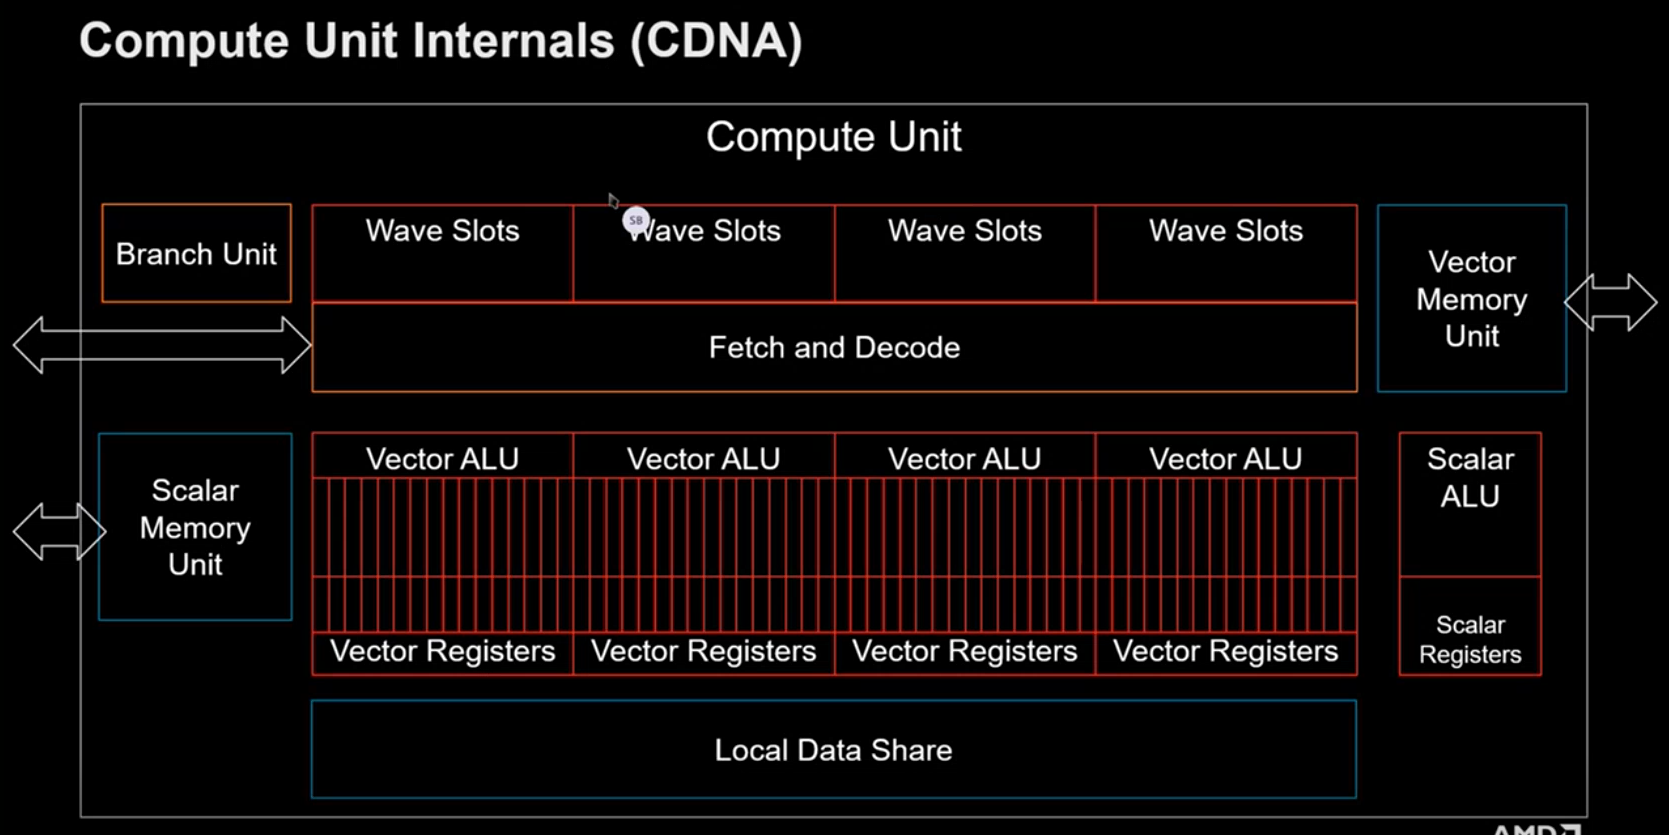 Compute Unit Internals (CDNA)
Compute Unit
Branch Unit
Wave Slots
SB
Wave Slots
Wave Slots
Wave Slots
Fetch and Decode
Vector
Memory
Unit
Scalar
Memory
Unit
Vector ALU
Vector ALU
Vector ALU
Vector ALU
Vector Registers
Vector Registers
Vector Registers
Vector Registers
Scalar
ALU
Scalar
Registers
Local Data Share
AMD